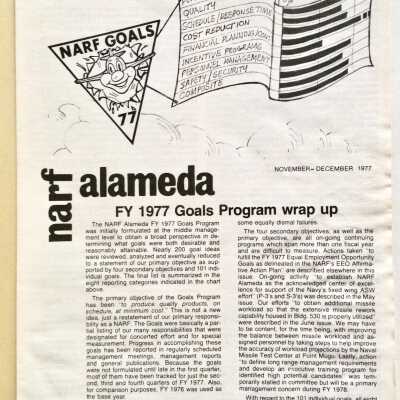 QUALITY
SCHEDULE/RESPONSE TIME
COST REDUCTION
FINANCIAL PLANNING/CONT
INCENTIVE PROGRAMS
PERSONNEL MANAGEMENT
SAFETY/SECURITY
COMPOSITE
NARF GOALS
77
NOVEMBER–DECEMBER 1977
narf alameda
FY 1977 Goals Program wrap up
The NARF Alameda FY 1977 Goals Program
was initially formulated at the middle manage-
ment level to obtain a broad perspective in de-
termining what goals were both desirable and
reasonably attainable. Nearly 200 goal ideas
were reviewed, analyzed and eventually reduced
to a statement of our primary objective as sup-
ported by four secondary objectives and 101 indi-
vidual goals. The final list is summarized in the
eight reporting categories indicated in the chart
above.
The primary objective of the Goals Program
has been "to produce quality products, on
schedule, at minimum cost." This is not a new
idea, just a restatement of our primary responsi-
bility as a NARF. The Goals were basically a par-
tial listing of our many responsibilities that were
designated for concerted effort and its special
measurement. Progress in accomplishing these
goals has been reported in regularly scheduled
management meetings, management reports
and general publications. Because the goals
were not formulated until late in the first quarter,
most of them have been tracked for just the sec-
ond, third and fourth quarters of FY 1977. Also,
for comparison purposes, FY 1976 was used as
the base year.
some equally dismal failures.
The four secondary objectives, as well as the
primary objective, are all on-going continuing
programs which span more than one fiscal year
and are difficult to measure. Actions taken "to
fulfill the FY 1977 Equal Employment Opportunity
Goals as delineated in the NARF's EEO Affirma-
tive Action Plan" are described elsewhere in this
issue. On-going activity "to establish NARF
Alameda as the acknowledged center of excel-
lence for support of the Navy's fixed wing ASW
effort" (P-3's and S-3's) was described in the May
issue. Our efforts "to obtain additional missile
workload so that the extensive missile rework
capability housed in Bldg. 530 is properly utilized"
were described in the June issue. We may have
to be content, for the time being, with improving
the balance between missile workload and as-
signed personnel by taking steps to help improve
the accuracy of workload projections by the Naval
Missile Test Center at Point Mugu. Lastly, action
"to define long range management requirements
and develop an executive training program for
identified high potential candidates" was tem-
porarily stalled in committee but will be a primary
management concern during FY 1978.
With regard to the 101 individual goals, all eight